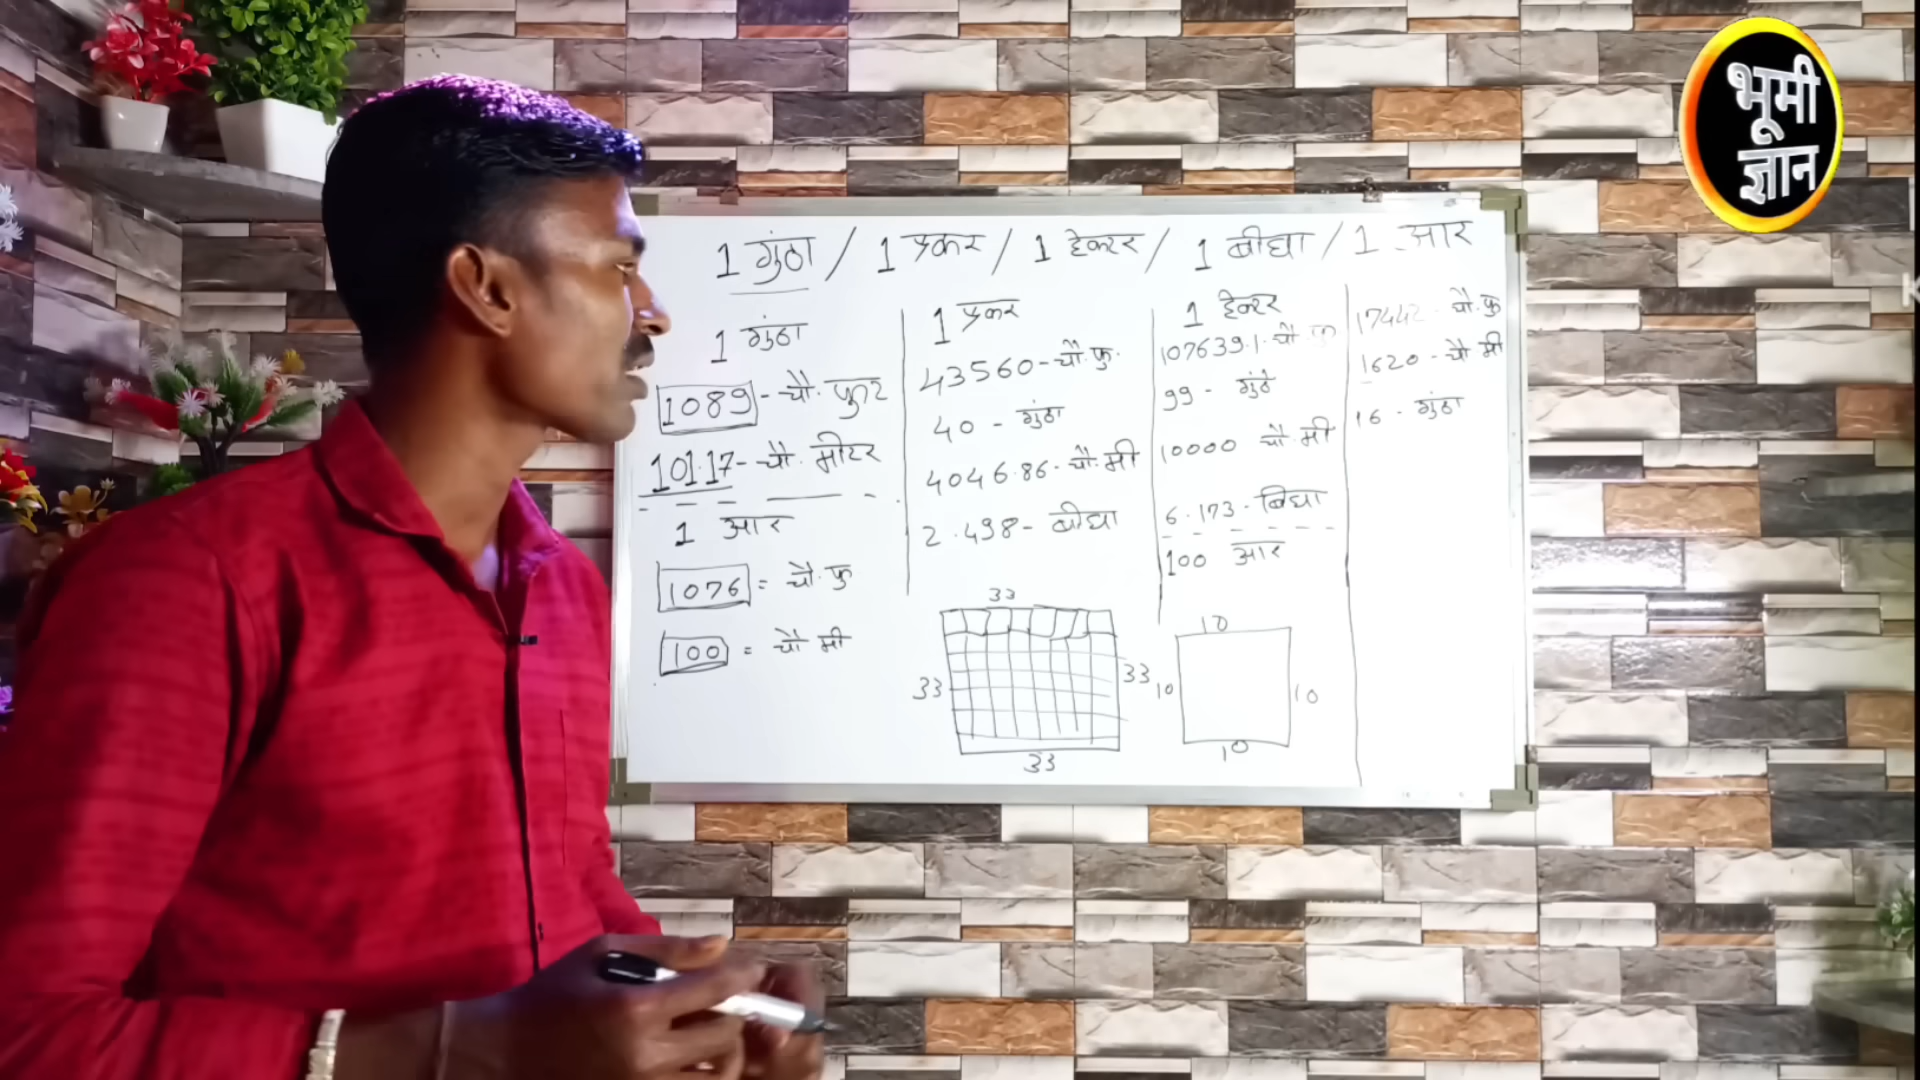 1 गुंठा / 1 एकर / 1 हेक्टर / 1 बीघा / 1 आर
1 गुंठा
1089 - चौ. फुट
101.17 - चौ. मीटर
1 आर
1076 = चौ. फु
100 = चौ मी
1 एकर
43560 - चौ. फु.
40 - गुंठा
4046.86 - चौ. मी
2.498 - बीघा
33
33
33
33
1 हेक्टर
107639.1 - चौ. फु
99 - गुंठे
10000 चौ. मी
6.173 - बिघा
100 आर
10
10
10
10
17442 - चौ. फु
1620 - चौ मी
16 - गुंठा
भूमी
ज्ञान